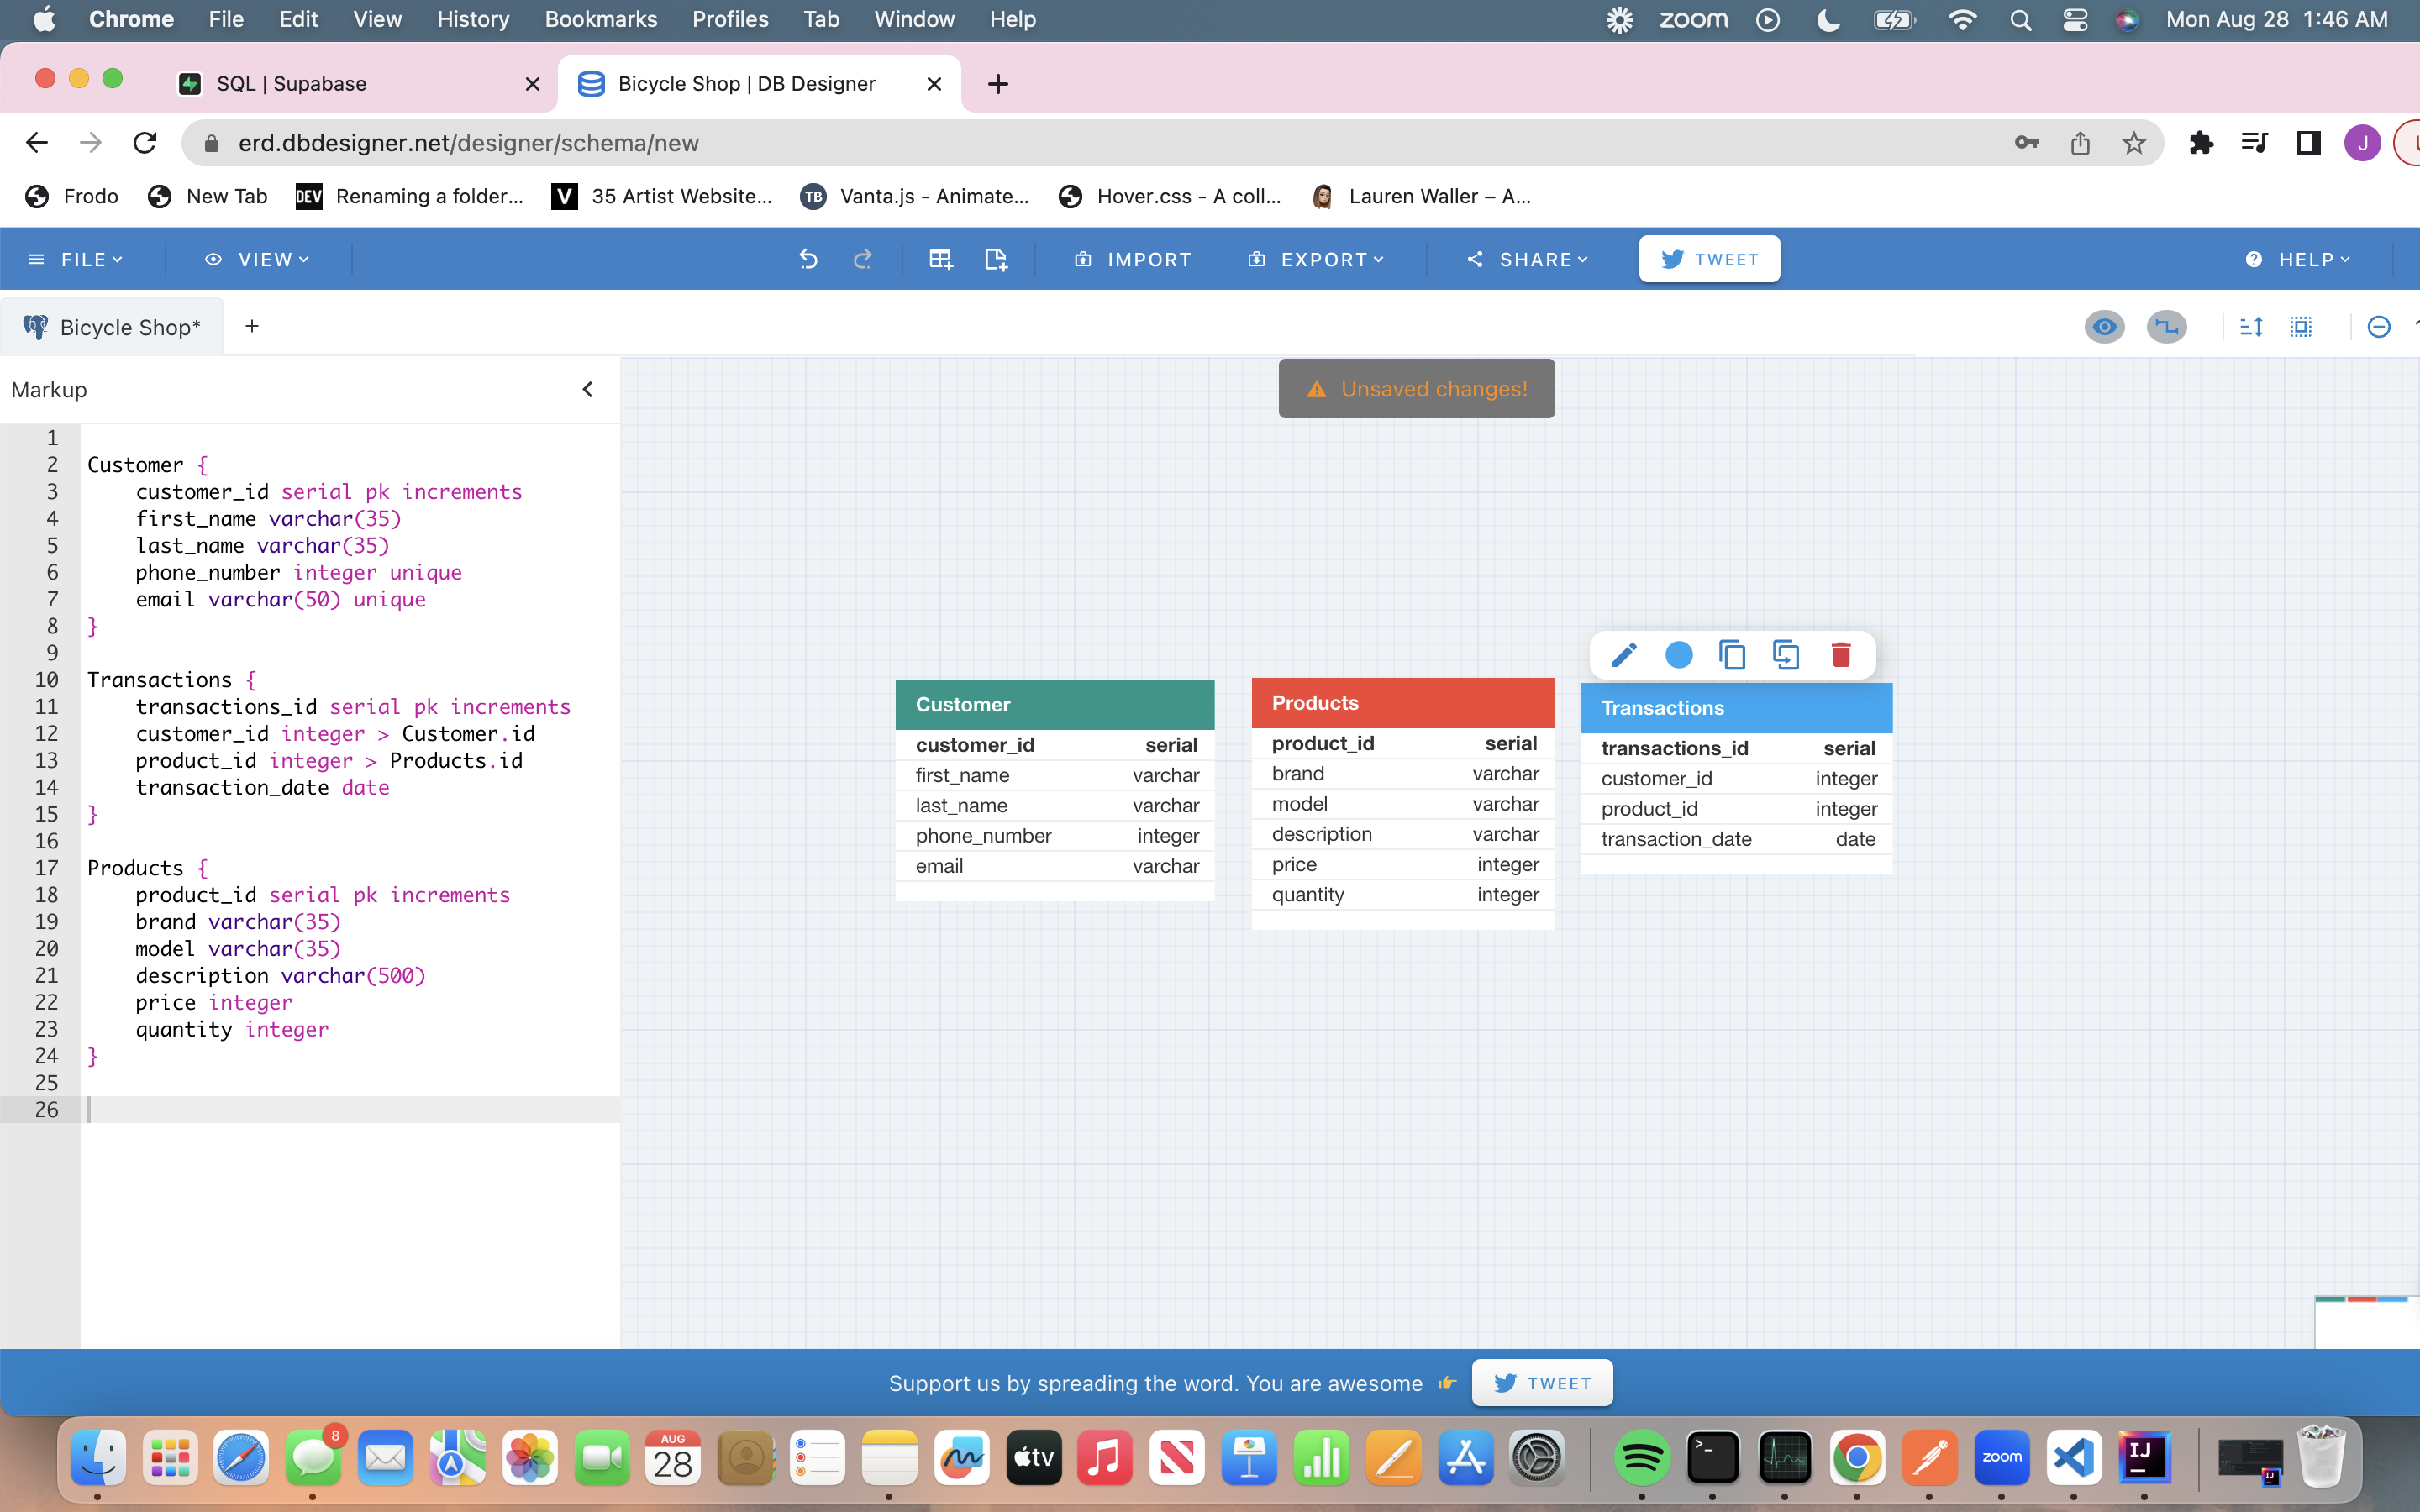 Chrome File Edit View History Bookmarks Profiles Tab Window Help zoom Mon Aug 28 1:46 AM
SQL | Supabase
Bicycle Shop | DB Designer
erd.dbdesigner.net/designer/schema/new
J
Frodo
New Tab
DEV Renaming a folder...
V 35 Artist Website...
TB Vanta.js - Animate...
Hover.css - A coll...
Lauren Waller – A...
FILE VIEW IMPORT EXPORT SHARE TWEET HELP
Bicycle Shop* +
Markup
Unsaved changes!
1
2 Customer {
3 customer_id serial pk increments
4 first_name varchar(35)
5 last_name varchar(35)
6 phone_number integer unique
7 email varchar(50) unique
8 }
9
10 Transactions {
11 transactions_id serial pk increments
12 customer_id integer > Customer.id
13 product_id integer > Products.id
14 transaction_date date
15 }
16
17 Products {
18 product_id serial pk increments
19 brand varchar(35)
20 model varchar(35)
21 description varchar(500)
22 price integer
23 quantity integer
24 }
25
26
Customer
customer_id serial
first_name varchar
last_name varchar
phone_number integer
email varchar
Products
product_id serial
brand varchar
model varchar
description varchar
price integer
quantity integer
Transactions
transactions_id serial
customer_id integer
product_id integer
transaction_date date
Support us by spreading the word. You are awesome
TWEET
8
AUG
28
tv
zoom
IJ